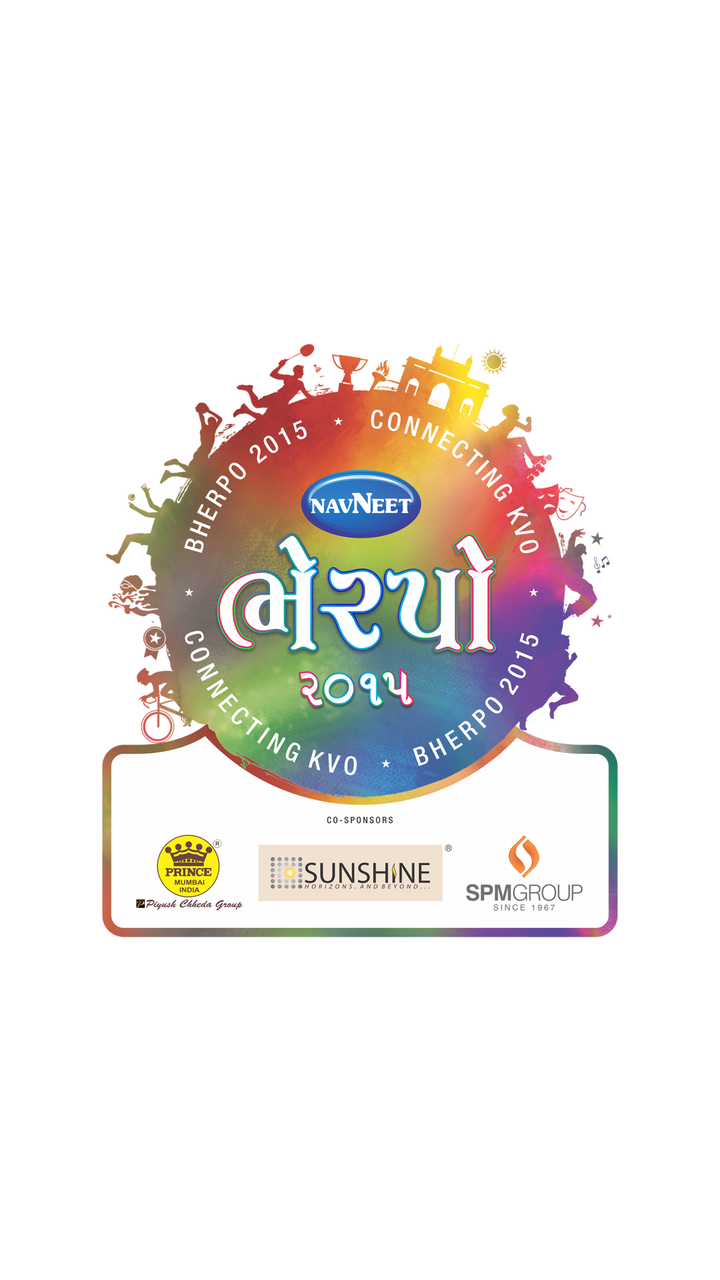 BHERPO 2015 ★ CONNECTING KVO ★
NAVNEET
ભેરપો
૨૦૧૫
CONNECTING KVO ★ BHERPO 2015 ★
CO-SPONSORS
PRINCE ®
MUMBAI
INDIA
Piyush Chheda Group
SUNSHINE ®
HORIZONS.. AND BEYOND...
SPMGROUP
SINCE 1967